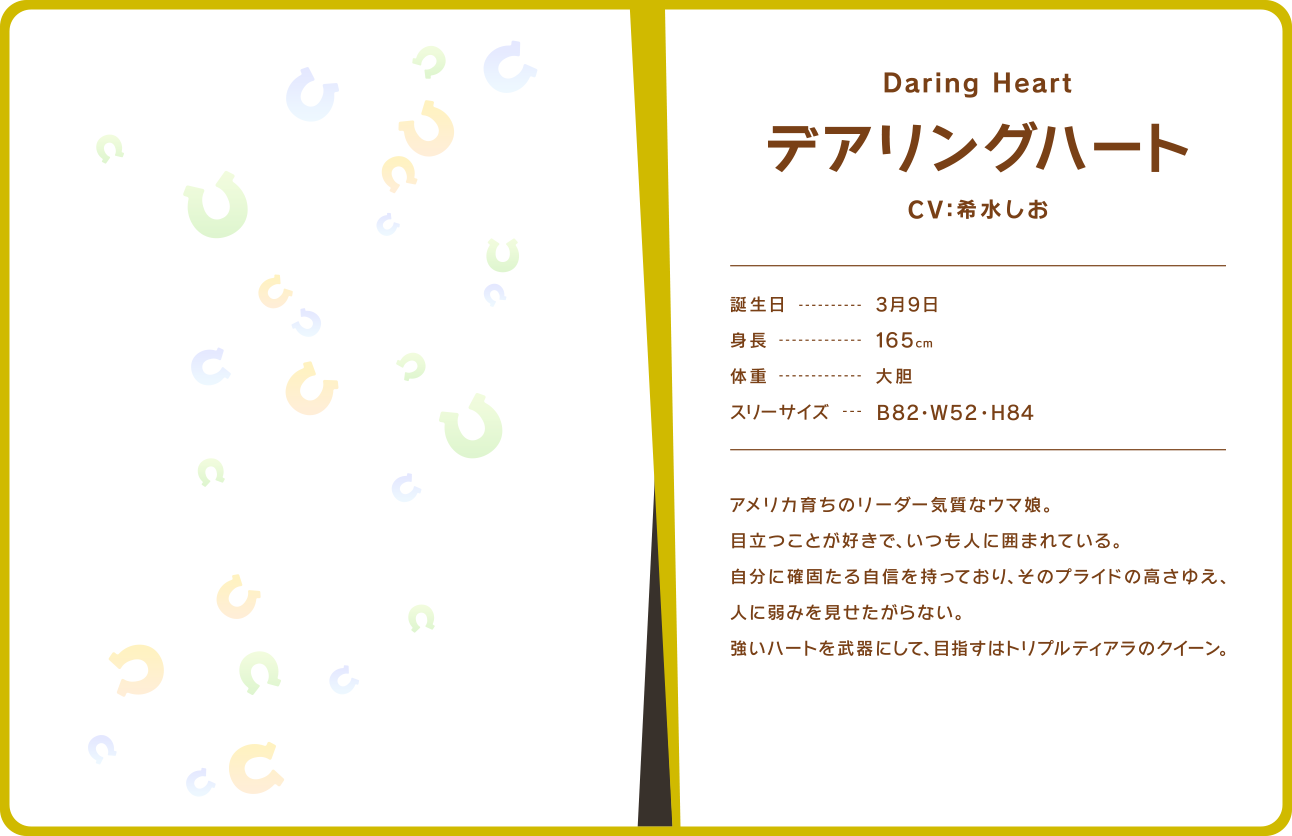 Daring Heart
デアリングハート
CV:希水しお
誕生日 ---------- 3月9日
身長 ------------- 165cm
体重 ------------- 大胆
スリーサイズ --- B82・W52・H84
アメリカ育ちのリーダー気質なウマ娘。
目立つことが好きで、いつも人に囲まれている。
自分に確固たる自信を持っており、そのプライドの高さゆえ、
人に弱みを見せたがらない。
強いハートを武器にして、目指すはトリプルティアラのクイーン。